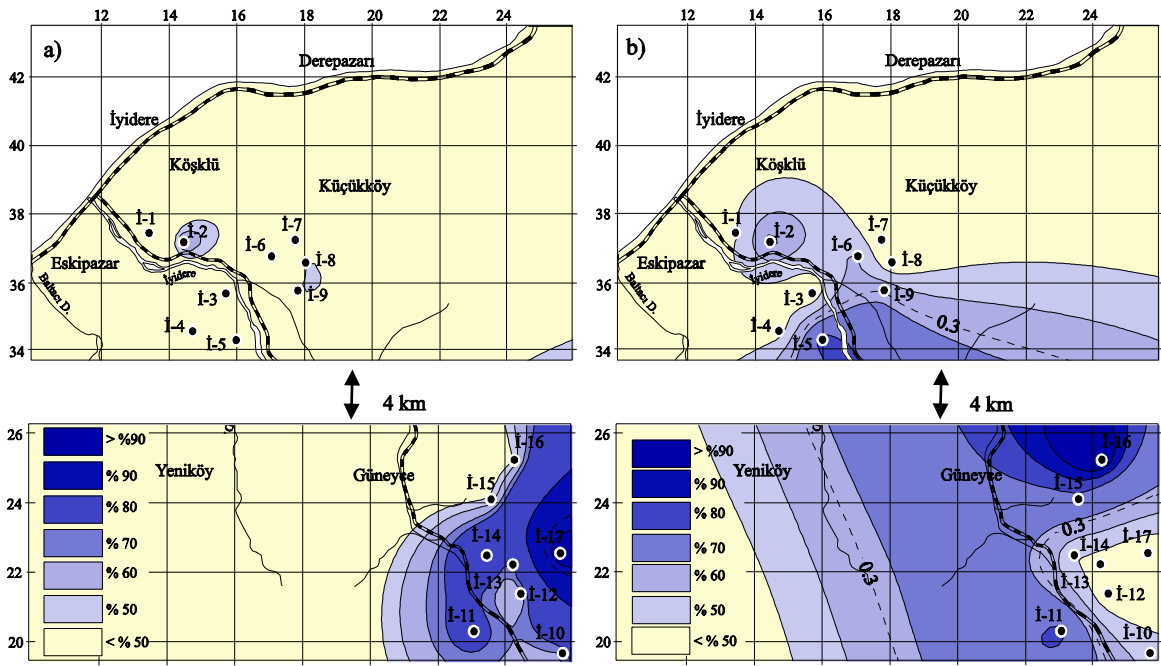 12 14 16 18 20 22 24
a)
Derepazarı
42
İyidere
40
Köşklü
Küçükköy
38
İ-1
İ-2
İ-7
İ-6
İ-8
Eskipazar
İyidere
36
Baltacı D.
İ-3
İ-9
İ-4
İ-5
34
12 14 16 18 20 22 24
b)
Derepazarı
42
İyidere
40
Köşklü
Küçükköy
38
İ-1
İ-2
İ-7
İ-6
İ-8
Eskipazar
İyidere
36
Baltacı D.
İ-3
İ-9
0.3
İ-4
İ-5
34
4 km
4 km
26
> %90
% 90
% 80
% 70
% 60
% 50
< % 50
Yeniköy
Güneyce
İ-16
İ-15
24
İ-14
İ-17
22
İ-13
İ-12
İ-11
İ-10
20
26
> %90
% 90
% 80
% 70
% 60
% 50
< % 50
Yeniköy
Güneyce
İ-16
İ-15
24
0.3
İ-14
İ-17
22
0.3
İ-13
İ-12
İ-11
İ-10
20